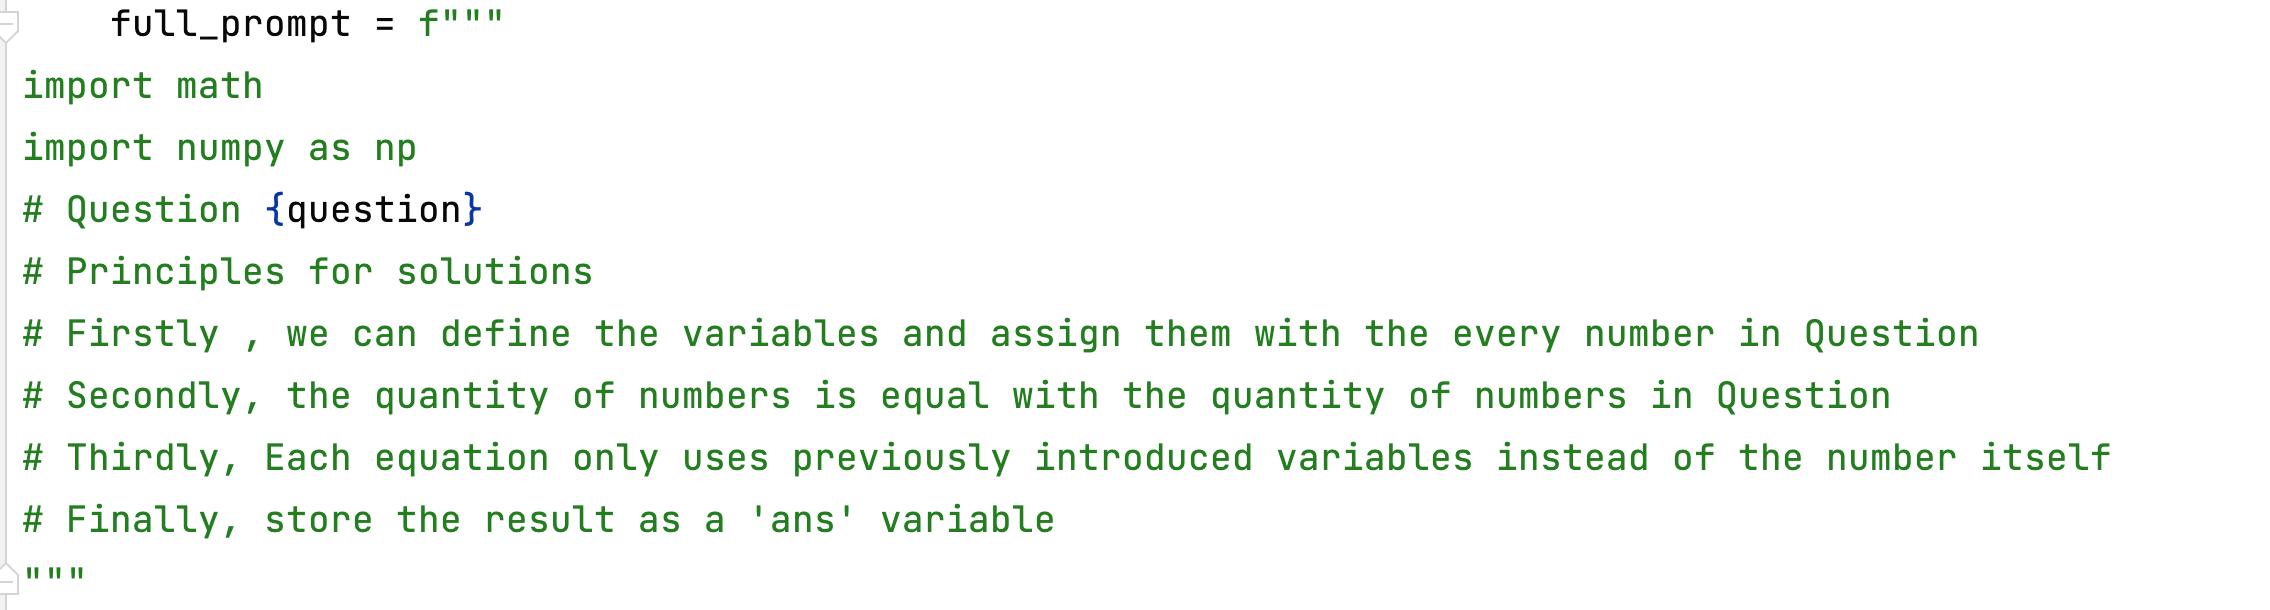 full_prompt = f"""
import math
import numpy as np
# Question {question}
# Principles for solutions
# Firstly , we can define the variables and assign them with the every number in Question
# Secondly, the quantity of numbers is equal with the quantity of numbers in Question
# Thirdly, Each equation only uses previously introduced variables instead of the number itself
# Finally, store the result as a 'ans' variable
"""